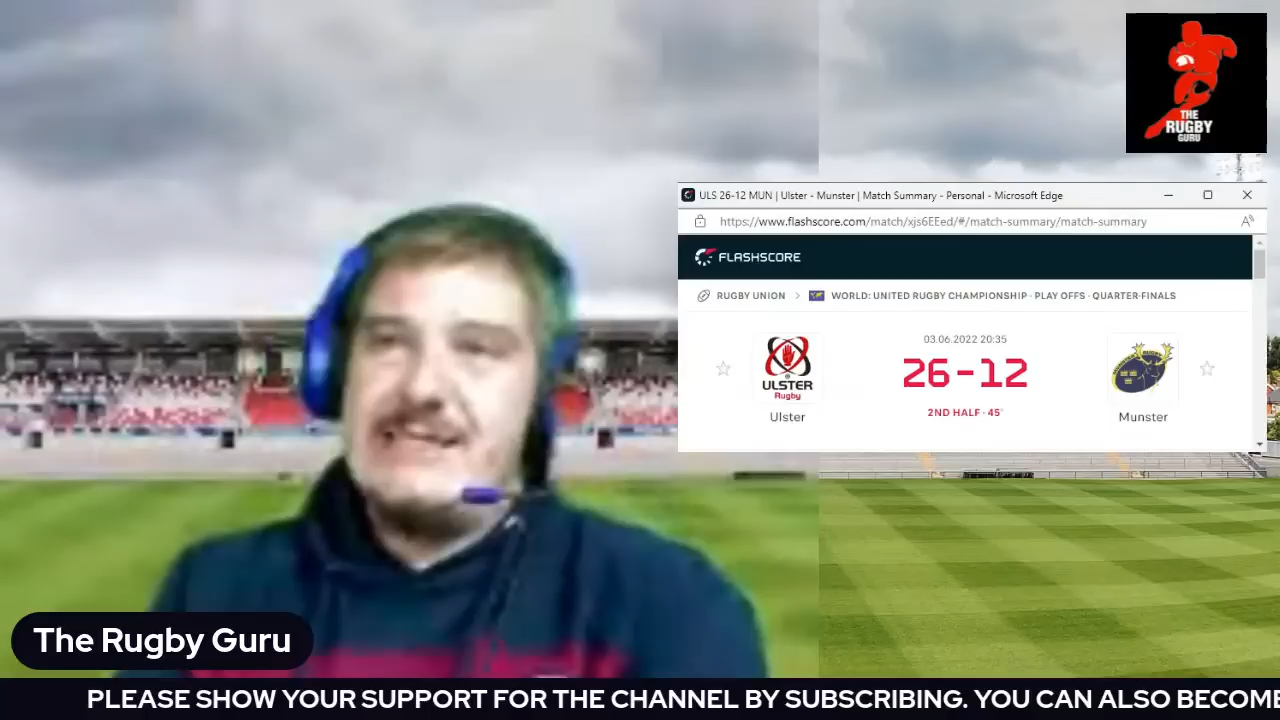 THE
RUGBY
GURU
ULS 26-12 MUN | Ulster - Munster | Match Summary - Personal - Microsoft Edge
https://www.flashscore.com/match/xjs6EEed/#/match-summary/match-summary
FLASHSCORE
RUGBY UNION > WORLD: UNITED RUGBY CHAMPIONSHIP - PLAY OFFS - QUARTER-FINALS
03.06.2022 20:35
26-12
2ND HALF - 45'
ULSTER
Rugby
Ulster
Munster
The Rugby Guru
PLEASE SHOW YOUR SUPPORT FOR THE CHANNEL BY SUBSCRIBING. YOU CAN ALSO BECOME